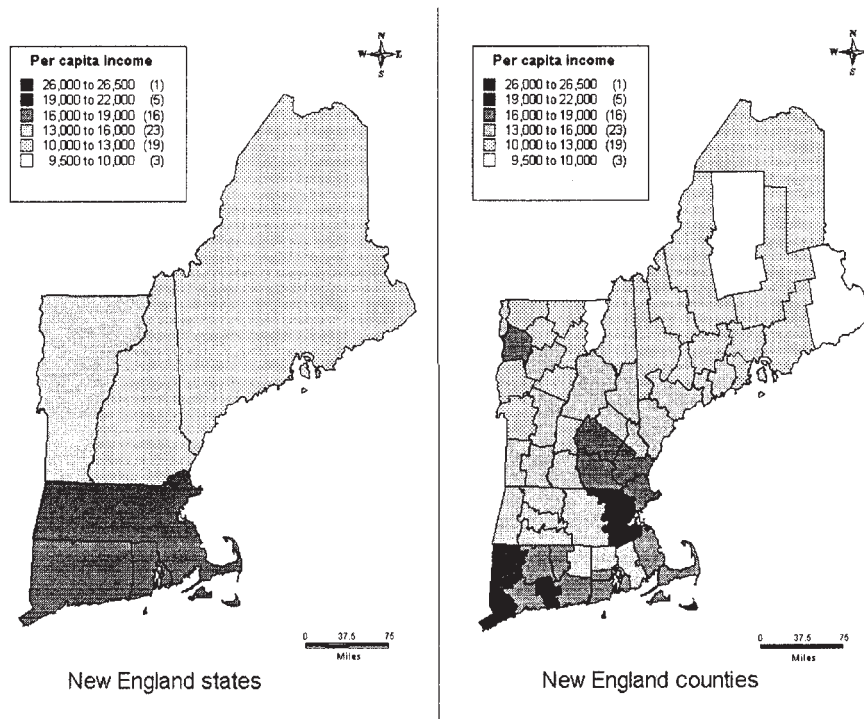 N
W E
S
Per capita income
26,000 to 26,500 (1)
19,000 to 22,000 (5)
16,000 to 19,000 (16)
13,000 to 16,000 (23)
10,000 to 13,000 (19)
9,500 to 10,000 (3)
0 37.5 75
Miles
New England states
N
W E
S
Per capita income
26,000 to 26,500 (1)
19,000 to 22,000 (5)
16,000 to 19,000 (16)
13,000 to 16,000 (23)
10,000 to 13,000 (19)
9,500 to 10,000 (3)
0 37.5 75
Miles
New England counties